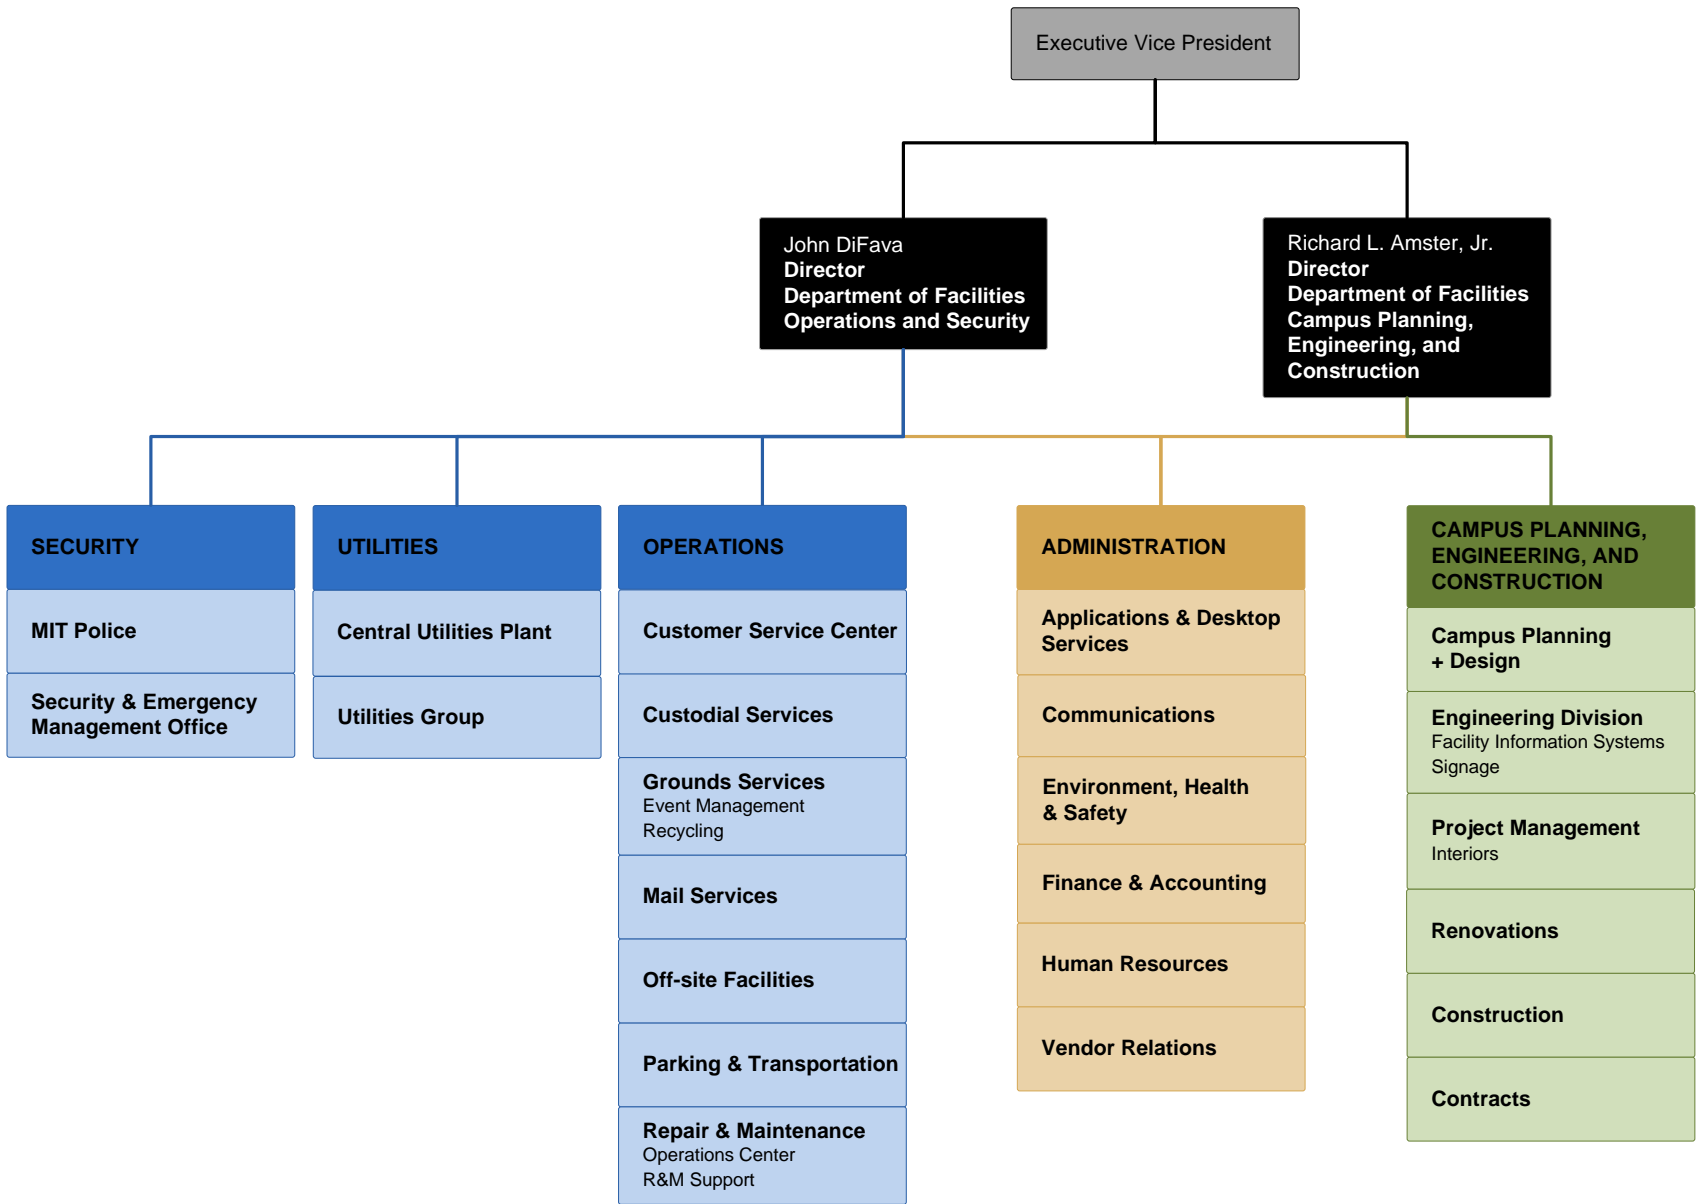 Executive Vice President
John DiFava
Director
Department of Facilities
Operations and Security
Richard L. Amster, Jr.
Director
Department of Facilities
Campus Planning,
Engineering, and
Construction
SECURITY
MIT Police
Security & Emergency
Management Office
UTILITIES
Central Utilities Plant
Utilities Group
OPERATIONS
Customer Service Center
Custodial Services
Grounds Services
Event Management
Recycling
Mail Services
Off-site Facilities
Parking & Transportation
Repair & Maintenance
Operations Center
R&M Support
ADMINISTRATION
Applications & Desktop
Services
Communications
Environment, Health
& Safety
Finance & Accounting
Human Resources
Vendor Relations
CAMPUS PLANNING,
ENGINEERING, AND
CONSTRUCTION
Campus Planning
+ Design
Engineering Division
Facility Information Systems
Signage
Project Management
Interiors
Renovations
Construction
Contracts